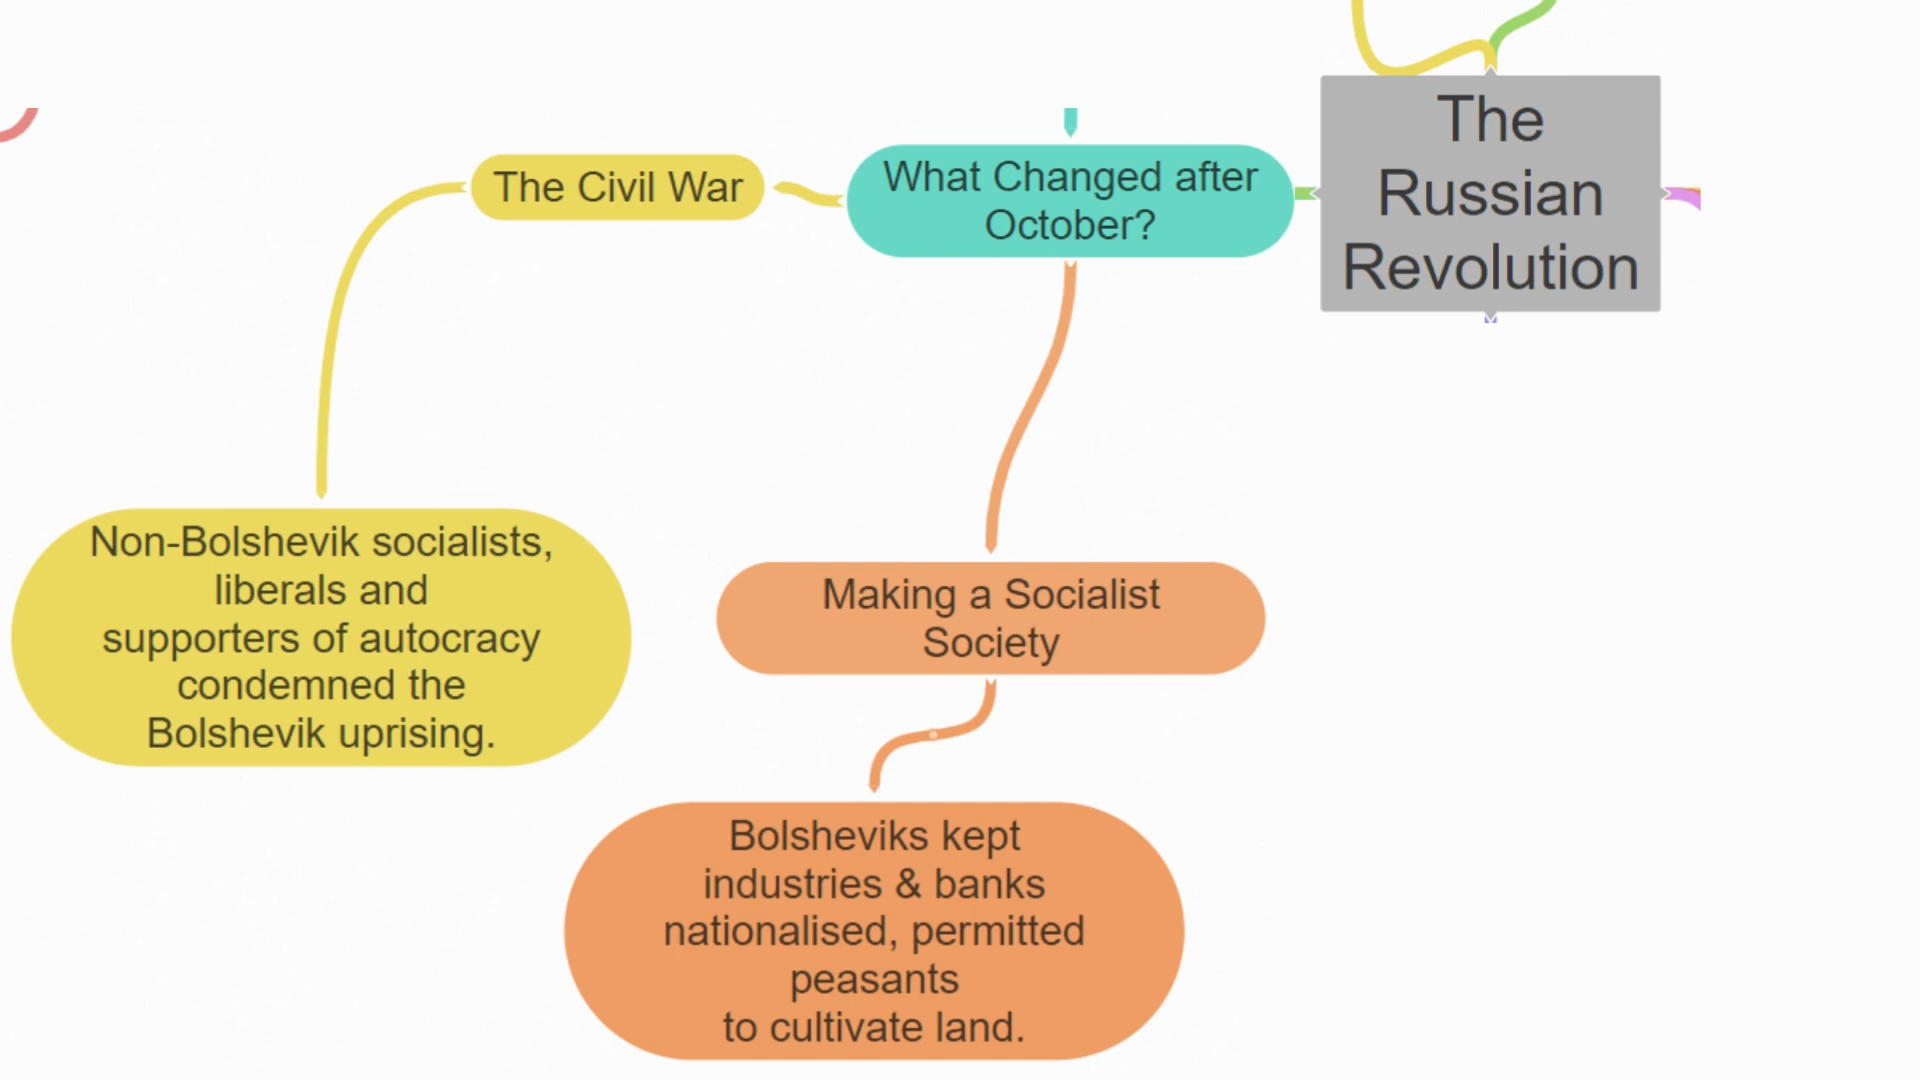 The
Russian
Revolution
What Changed after
October?
The Civil War
Non-Bolshevik socialists,
liberals and
supporters of autocracy
condemned the
Bolshevik uprising.
Making a Socialist
Society
Bolsheviks kept
industries & banks
nationalised, permitted
peasants
to cultivate land.